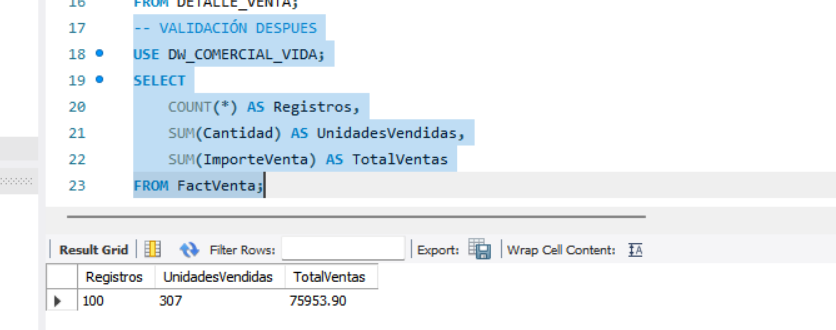 16 FROM DETALLE_VENTA;
17 -- VALIDACIÓN DESPUES
18 USE DW_COMERCIAL_VIDA;
19 SELECT
20 COUNT(*) AS Registros,
21 SUM(Cantidad) AS UnidadesVendidas,
22 SUM(ImporteVenta) AS TotalVentas
23 FROM FactVenta;
Result Grid Filter Rows: Export: Wrap Cell Content:
Registros UnidadesVendidas TotalVentas
100 307 75953.90